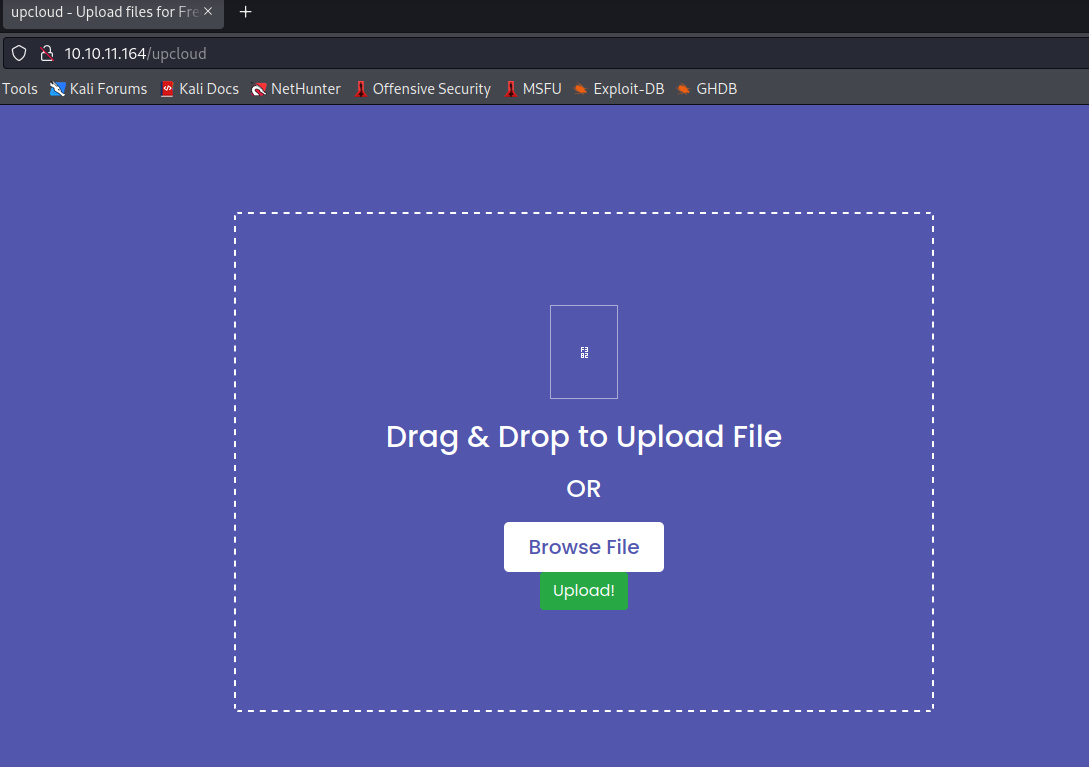 upcloud - Upload files for Fre
10.10.11.164/upcloud
Tools Kali Forums Kali Docs NetHunter Offensive Security MSFU Exploit-DB GHDB
Drag & Drop to Upload File
OR
Browse File
Upload!